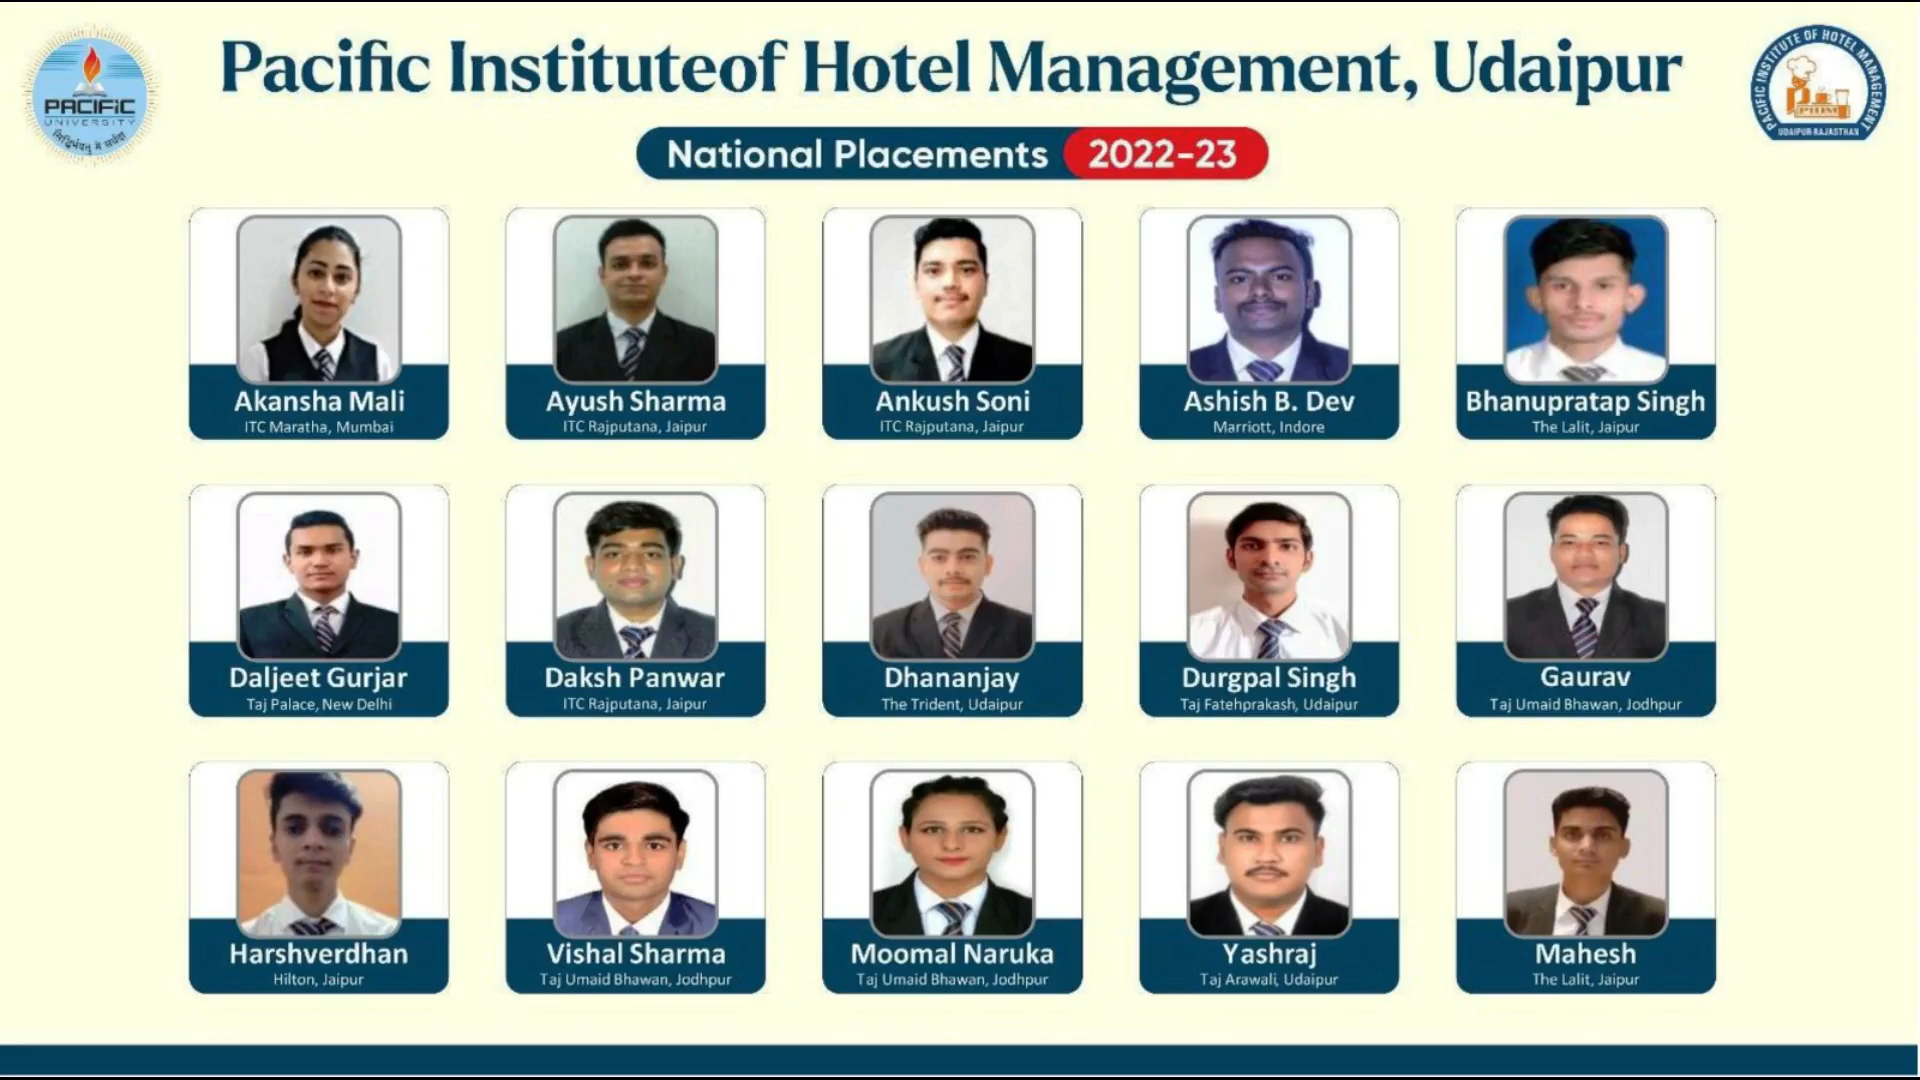 PACIFIC
UNIVERSITY
Pacific Instituteof Hotel Management, Udaipur
PACIFIC INSTITUTE OF HOTEL MANAGEMENT
PIHM
UDAIPUR-RAJASTHAN
National Placements 2022-23
Akansha Mali
ITC Maratha, Mumbai
Ayush Sharma
ITC Rajputana, Jaipur
Ankush Soni
ITC Rajputana, Jaipur
Ashish B. Dev
Marriott, Indore
Bhanupratap Singh
The Lalit, Jaipur
Daljeet Gurjar
Taj Palace, New Delhi
Daksh Panwar
ITC Rajputana, Jaipur
Dhananjay
The Trident, Udaipur
Durgpal Singh
Taj Fatehprakash, Udaipur
Gaurav
Taj Umaid Bhawan, Jodhpur
Harshverdhan
Hilton, Jaipur
Vishal Sharma
Taj Umaid Bhawan, Jodhpur
Moomal Naruka
Taj Umaid Bhawan, Jodhpur
Yashraj
Taj Arawali, Udaipur
Mahesh
The Lalit, Jaipur